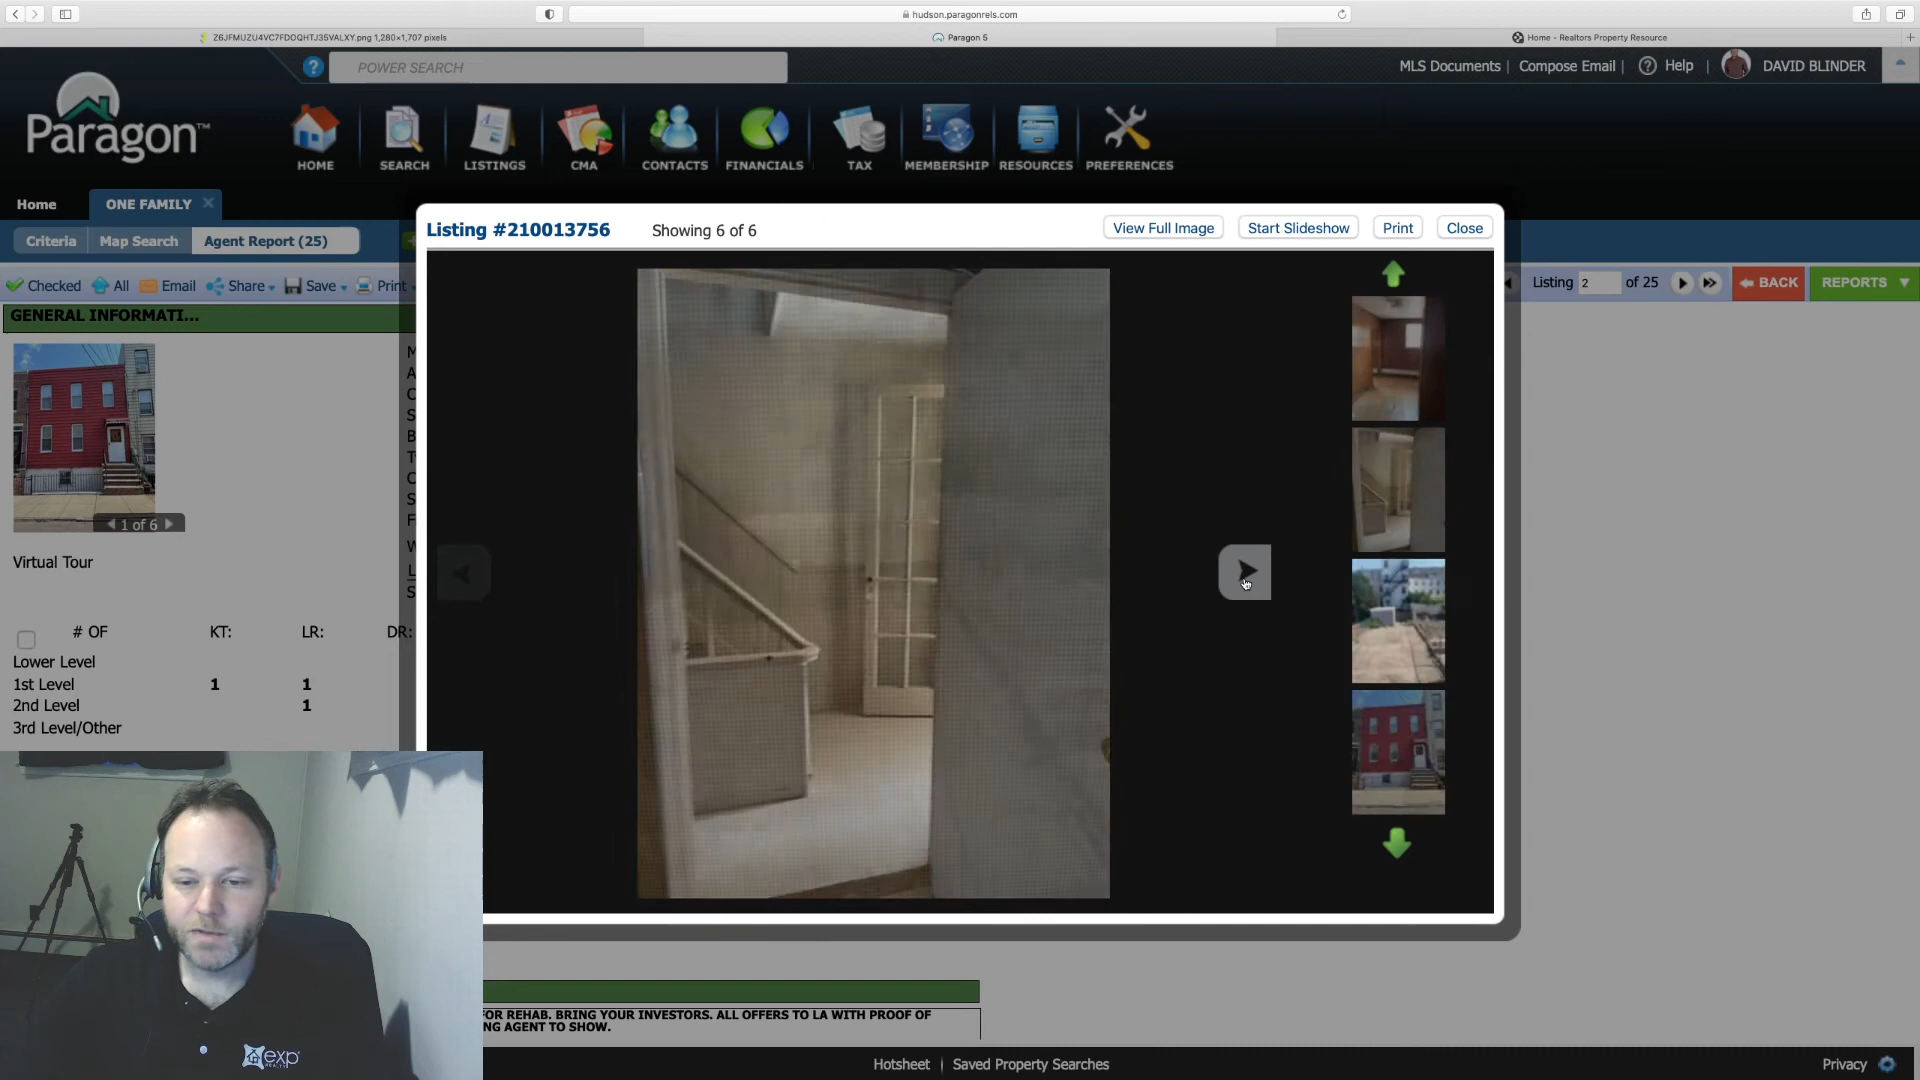 hudson.paragonrels.com
Z6JFMUZU4VC7FDOQHTJ35VALXY.png 1,280×1,707 pixels
Paragon 5
Home - Realtors Property Resource
POWER SEARCH
MLS Documents | Compose Email | Help | DAVID BLINDER
Paragon™
HOME
SEARCH
LISTINGS
CMA
CONTACTS
FINANCIALS
TAX
MEMBERSHIP
RESOURCES
PREFERENCES
Home
ONE FAMILY
Criteria
Map Search
Agent Report (25)
Listing #210013756
Showing 6 of 6
View Full Image
Start Slideshow
Print
Close
Checked
All
Email
Share
Save
Print
Listing 2 of 25
BACK
REPORTS
GENERAL INFORMATI...
1 of 6
Virtual Tour
# OF KT: LR: DR:
Lower Level
1st Level 1 1
2nd Level 1
3rd Level/Other
FOR REHAB. BRING YOUR INVESTORS. ALL OFFERS TO LA WITH PROOF OF
NG AGENT TO SHOW.
exp
Hotsheet | Saved Property Searches
Privacy